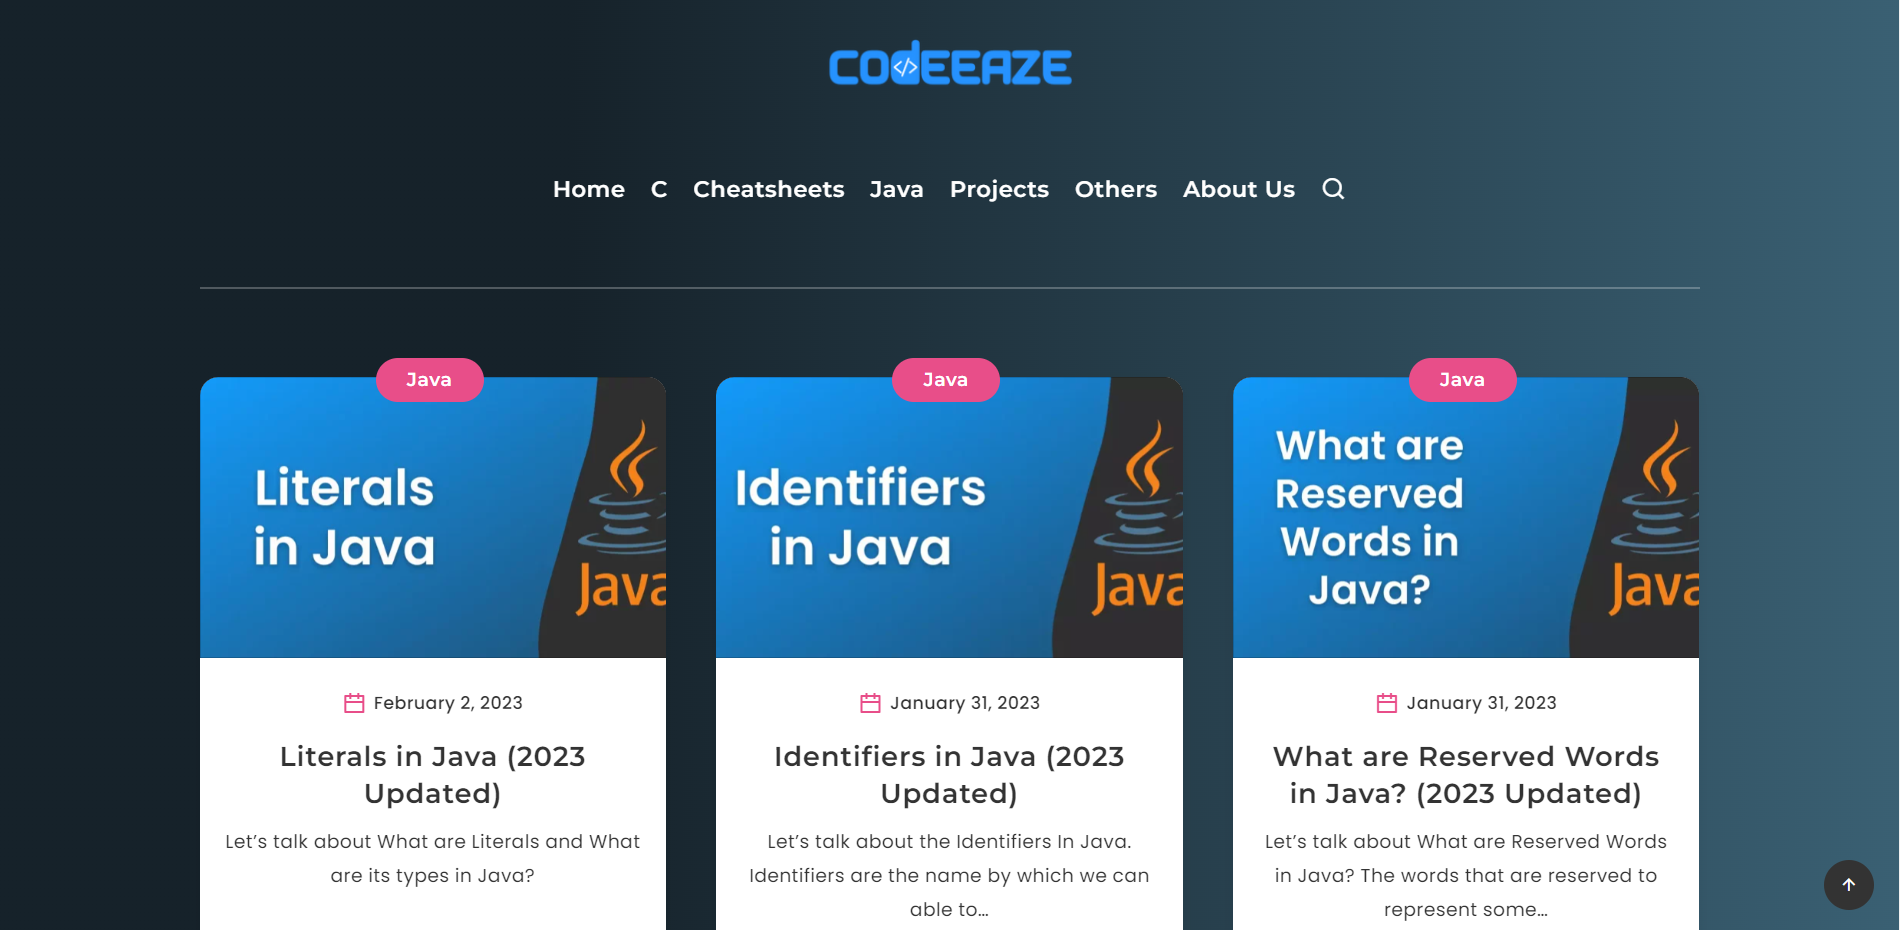 CODEEAZE
Home C Cheatsheets Java Projects Others About Us
Java
Literals
in Java
Java
February 2, 2023
Literals in Java (2023
Updated)
Let’s talk about What are Literals and What
are its types in Java?
Java
Identifiers
in Java
Java
January 31, 2023
Identifiers in Java (2023
Updated)
Let’s talk about the Identifiers In Java.
Identifiers are the name by which we can
able to...
Java
What are
Reserved
Words in
Java?
Java
January 31, 2023
What are Reserved Words
in Java? (2023 Updated)
Let’s talk about What are Reserved Words
in Java? The words that are reserved to
represent some...